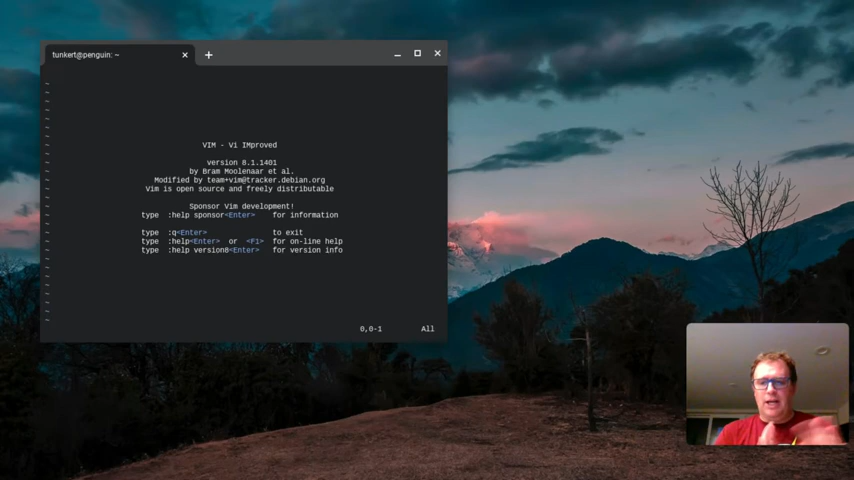 funkert@penguin: ~
VIM - Vi IMproved
version 8.1.1401
by Bram Moolenaar et al.
Modified by team+vim@tracker.debian.org
Vim is open source and freely distributable
Sponsor Vim development!
type  :help sponsor<Enter>    for information
type  :q<Enter>               to exit
type  :help<Enter>  or  <F1>  for on-line help
type  :help version8<Enter>   for version info
0,0-1         All